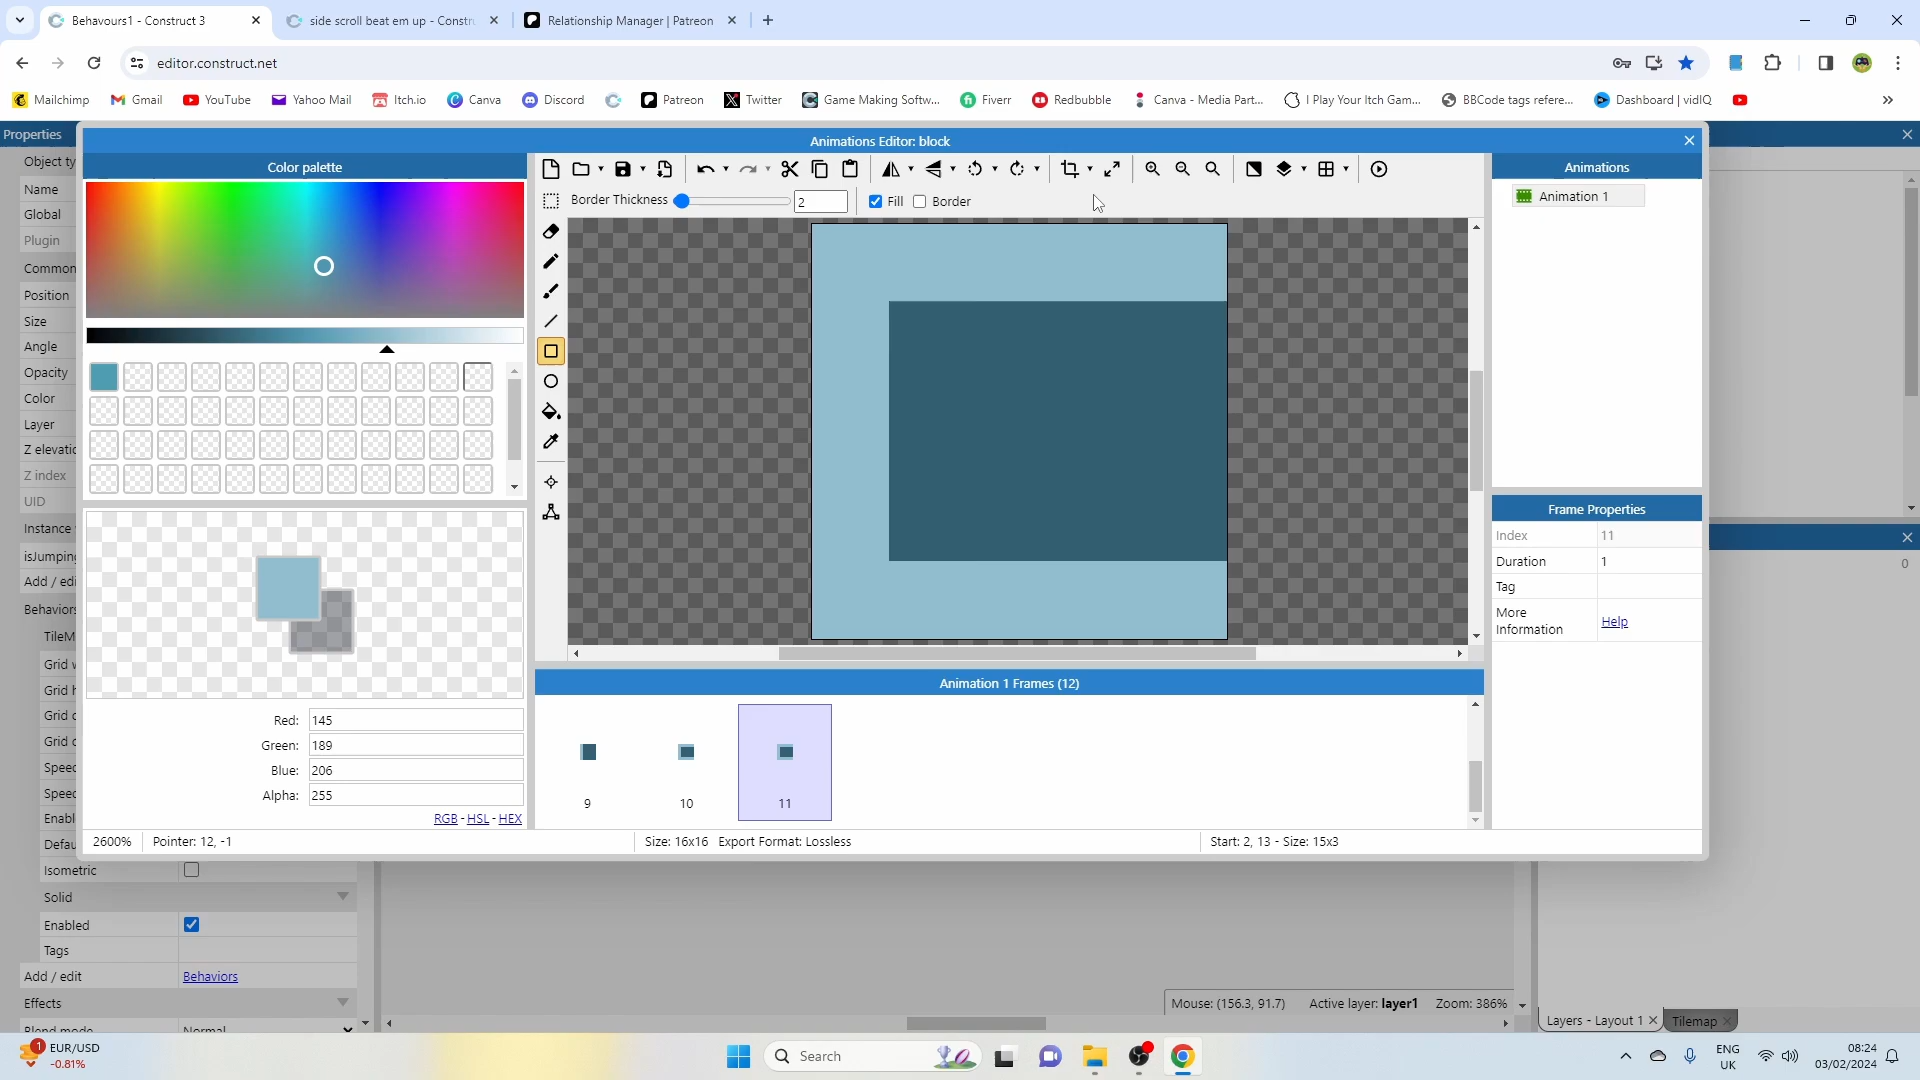 Behavours1 - Construct 3
side scroll beat em up - Constru
Relationship Manager | Patreon
editor.construct.net
Mailchimp
Gmail
YouTube
Yahoo Mail
Itch.io
Canva
Discord
Patreon
Twitter
Game Making Softw...
Fiverr
Redbubble
Canva - Media Part...
I Play Your Itch Gam...
BBCode tags refere...
Dashboard | vidIQ
Properties
Animations Editor: block
Object ty
Name
Global
Plugin
Common
Position
Size
Angle
Opacity
Color
Layer
Z elevatio
Z index
UID
Instance
isJumping
Add / edi
Behaviors
TileM
Grid w
Grid h
Grid o
Grid o
Speed
Speed
Enabl
Defau
Isometric
Solid
Enabled
Tags
Add / edit
Behaviors
Effects
Blend mode
Normal
Color palette
Red:
145
Green:
189
Blue:
206
Alpha:
255
RGB - HSL - HEX
Border Thickness
2
Fill
Border
Animation 1 Frames (12)
9
10
11
2600%
Pointer: 12, -1
Size: 16x16 Export Format: Lossless
Start: 2, 13 - Size: 15x3
Animations
Animation 1
Frame Properties
Index
11
Duration
1
Tag
More Information
Help
0
Mouse: (156.3, 91.7)
Active layer: layer1
Zoom: 386%
Layers - Layout 1
Tilemap
1
EUR/USD
-0.81%
Search
ENG
UK
08:24
03/02/2024